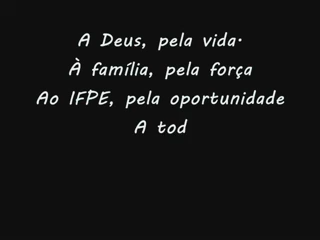 A Deus, pela vida.
À família, pela força
Ao IFPE, pela oportunidade
A tod